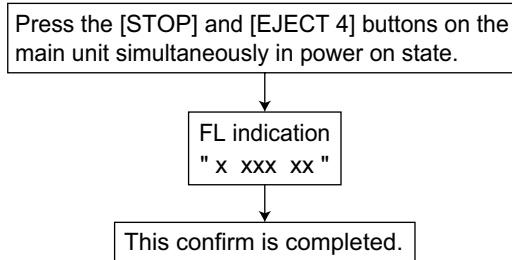 Press the [STOP] and [EJECT 4] buttons on the
main unit simultaneously in power on state.
FL indication
" x  xxx  xx "
This confirm is completed.